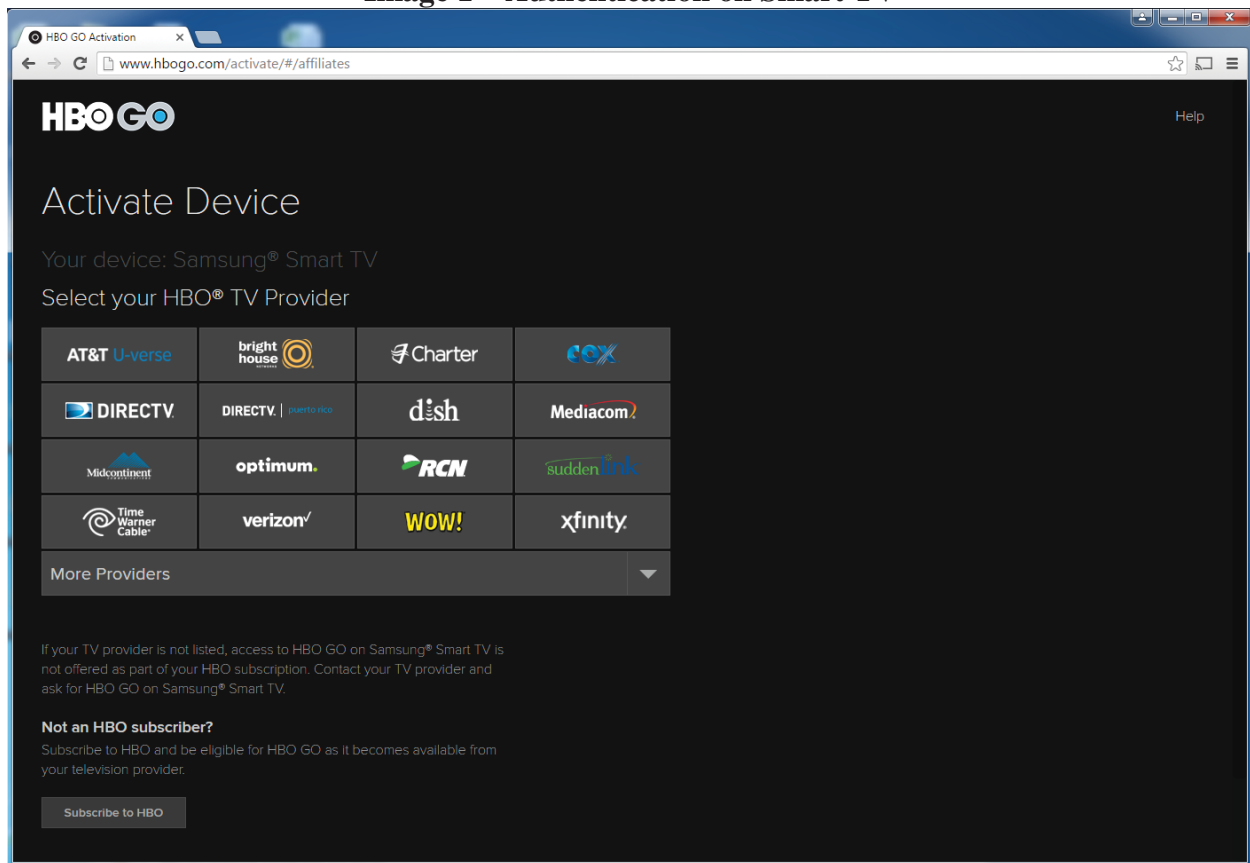 HBO GO Activation
www.hbogo.com/activate/#/affiliates
HBO GO
Help
Activate Device
Your device: Samsung® Smart TV
Select your HBO® TV Provider
AT&T U-verse
bright house NETWORKS
Charter
COX
DIRECTV
DIRECTV. | puerto rico
dish
Mediacom
Midcontinent COMMUNICATIONS
optimum.
RCN
suddenlink
Time Warner Cable
verizon
WOW!
xfinity
More Providers
If your TV provider is not listed, access to HBO GO on Samsung® Smart TV is
not offered as part of your HBO subscription. Contact your TV provider and
ask for HBO GO on Samsung® Smart TV.
Not an HBO subscriber?
Subscribe to HBO and be eligible for HBO GO as it becomes available from
your television provider.
Subscribe to HBO